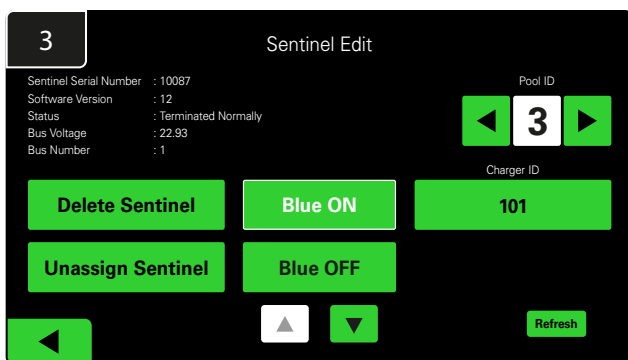 3
Sentinel Edit
Sentinel Serial Number : 10087
Software Version : 12
Status : Terminated Normally
Bus Voltage : 22.93
Bus Number : 1
Pool ID
3
Charger ID
Delete Sentinel
Blue ON
101
Unassign Sentinel
Blue OFF
Refresh